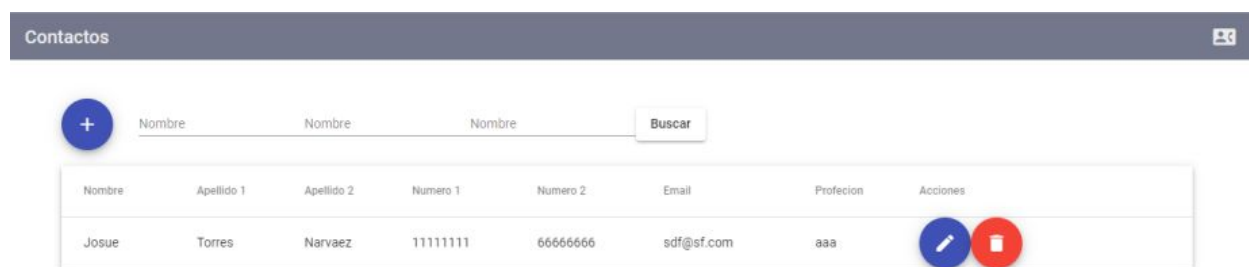 Contactos
Nombre Nombre Nombre Buscar
Nombre Apellido 1 Apellido 2 Numero 1 Numero 2 Email Profecion Acciones
Josue Torres Narvaez 11111111 66666666 sdf@sf.com aaa